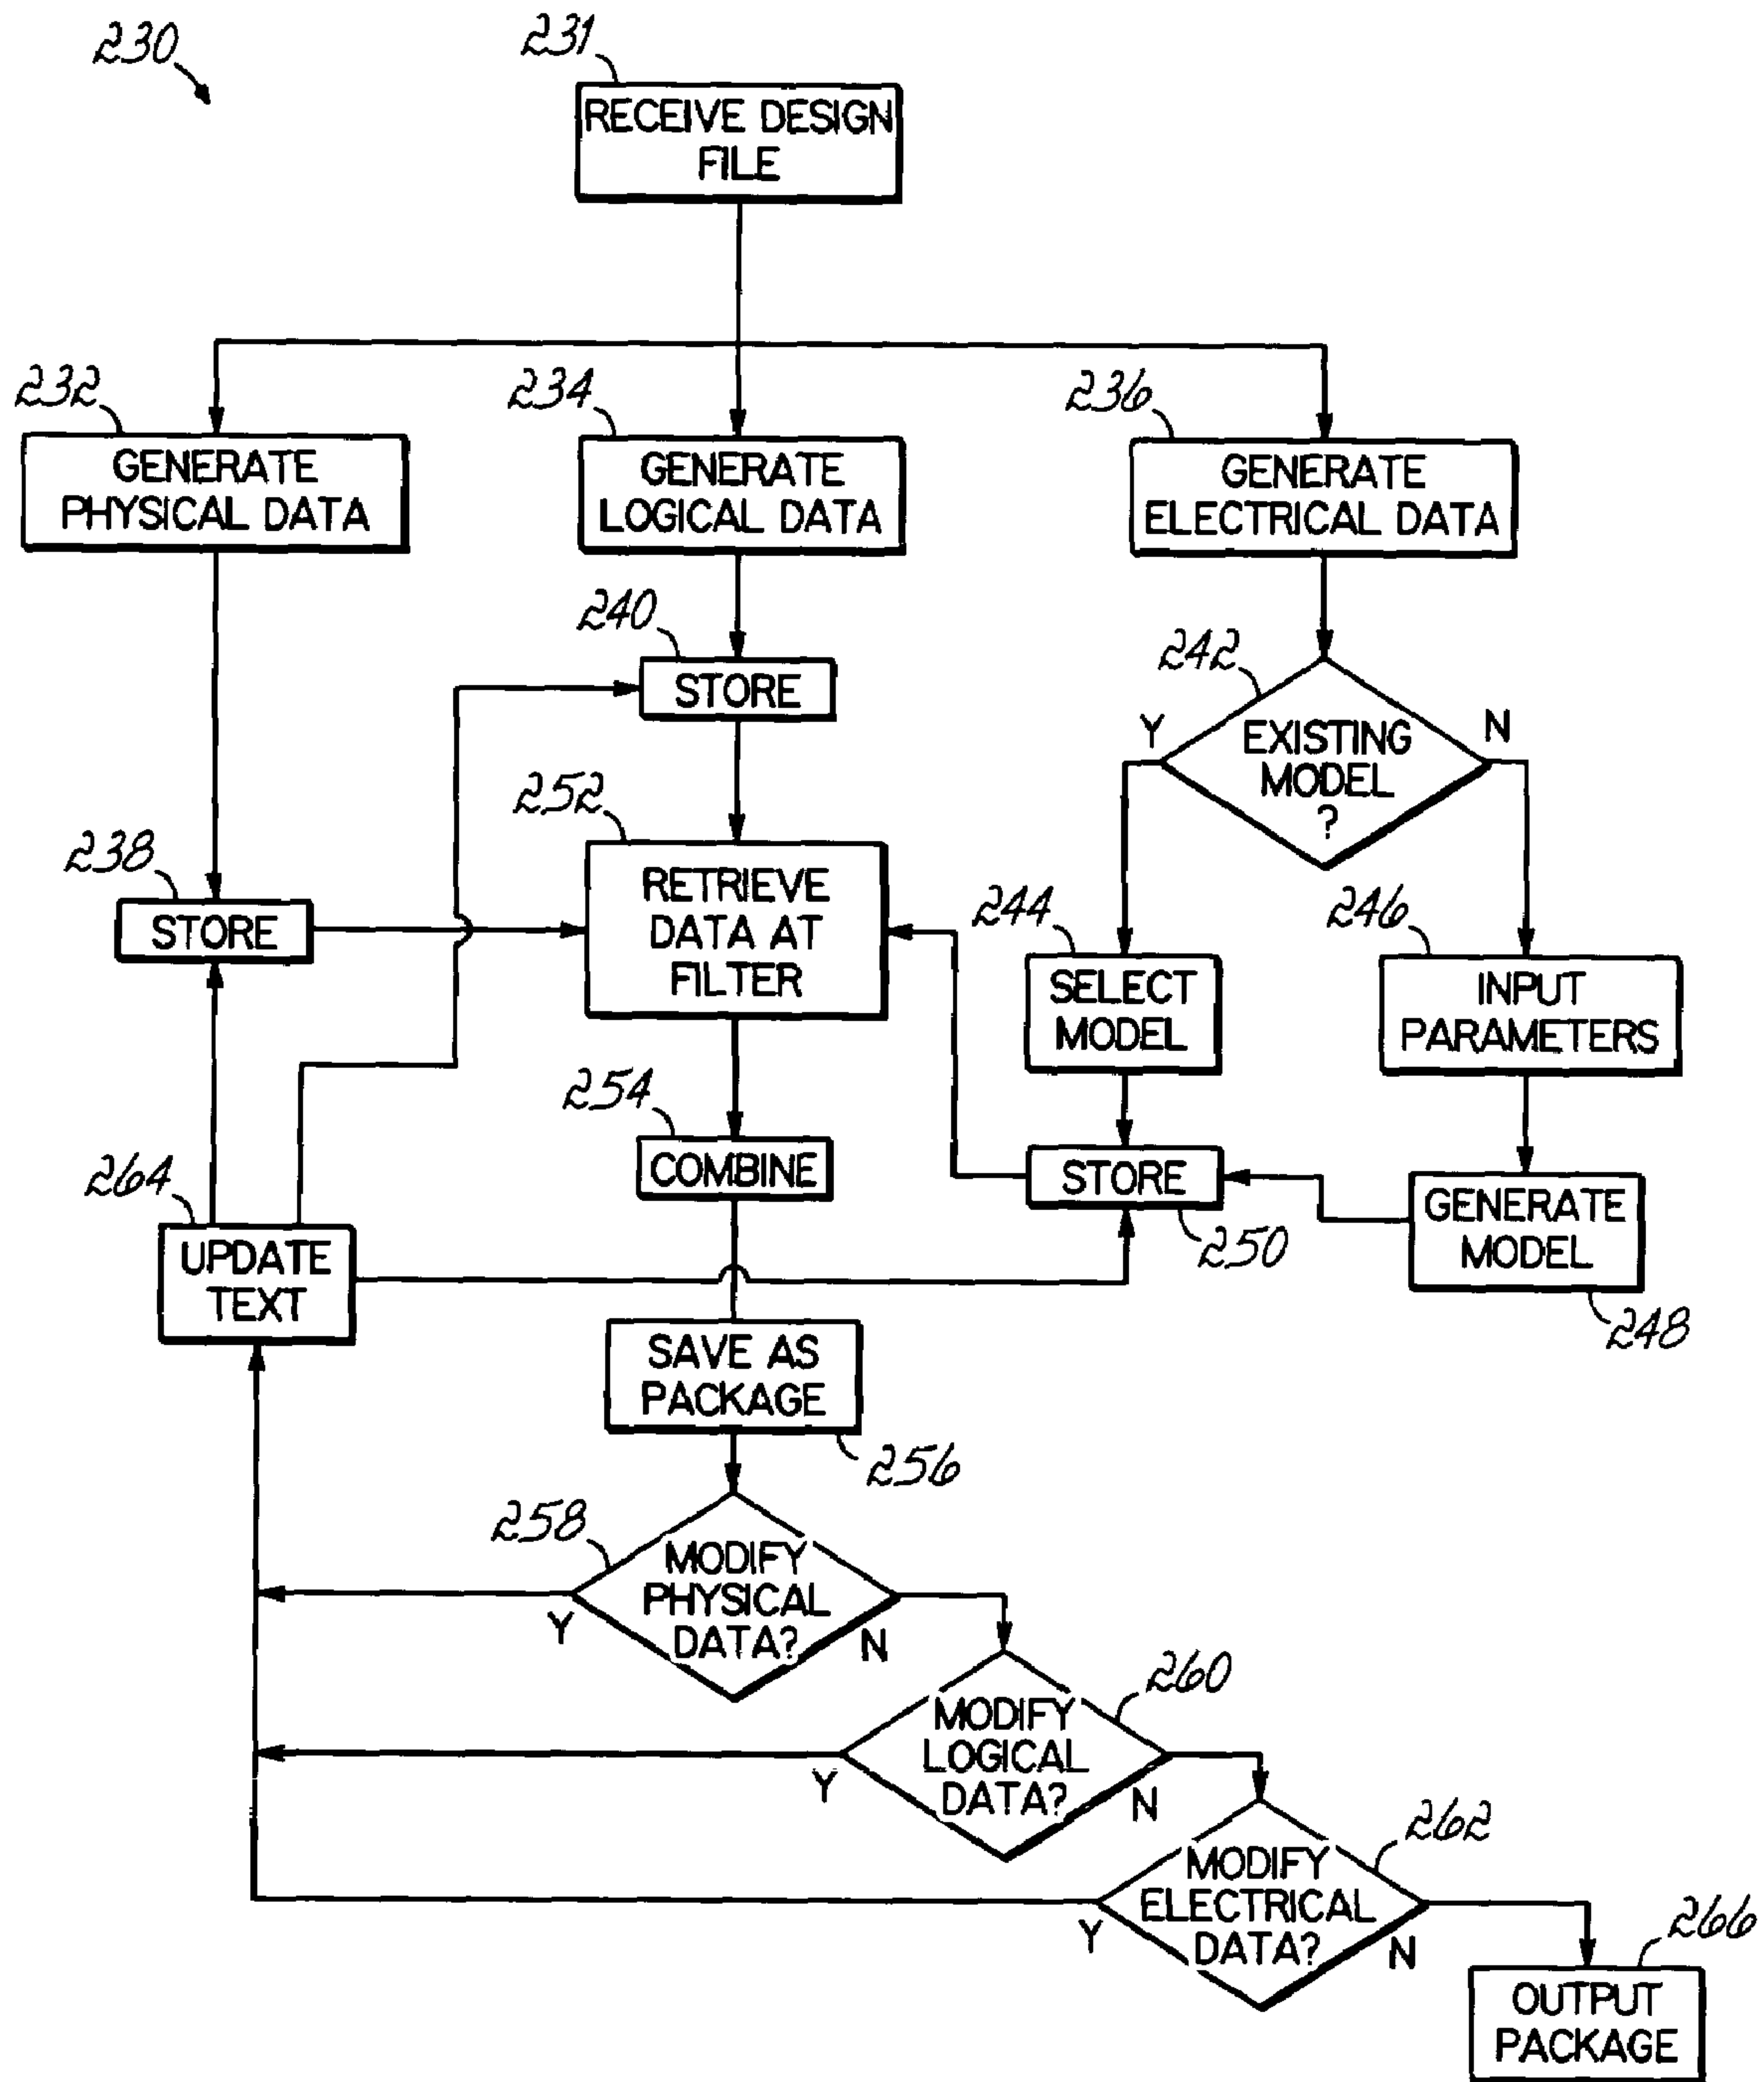 230
231
RECEIVE DESIGN
FILE
232
GENERATE
PHYSICAL DATA
234
GENERATE
LOGICAL DATA
236
GENERATE
ELECTRICAL DATA
240
STORE
242
Y
EXISTING
MODEL
?
N
238
STORE
252
RETRIEVE
DATA AT
FILTER
244
SELECT
MODEL
246
INPUT
PARAMETERS
254
COMBINE
STORE
250
GENERATE
MODEL
248
264
UPDATE
TEXT
SAVE AS
PACKAGE
256
258
MODIFY
PHYSICAL
DATA?
Y
N
260
MODIFY
LOGICAL
DATA?
Y
N
262
MODIFY
ELECTRICAL
DATA?
Y
N
266
OUTPUT
PACKAGE